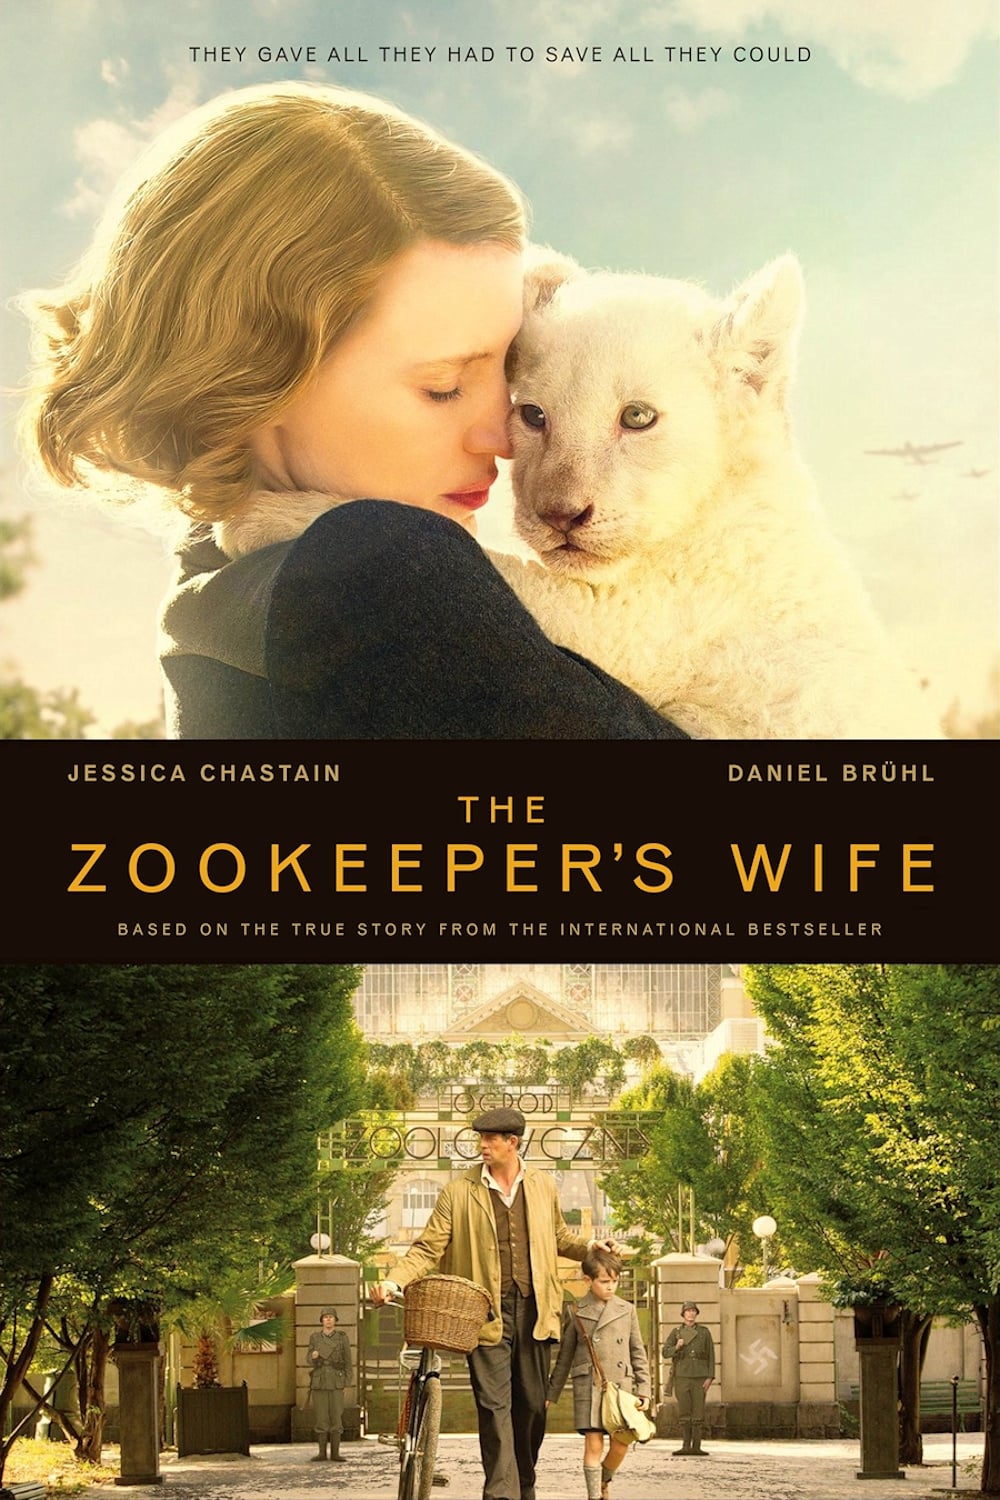 THEY GAVE ALL THEY HAD TO SAVE ALL THEY COULD
JESSICA CHASTAIN DANIEL BRÜHL
THE
ZOOKEEPER'S WIFE
BASED ON THE TRUE STORY FROM THE INTERNATIONAL BESTSELLER
OGRÓD